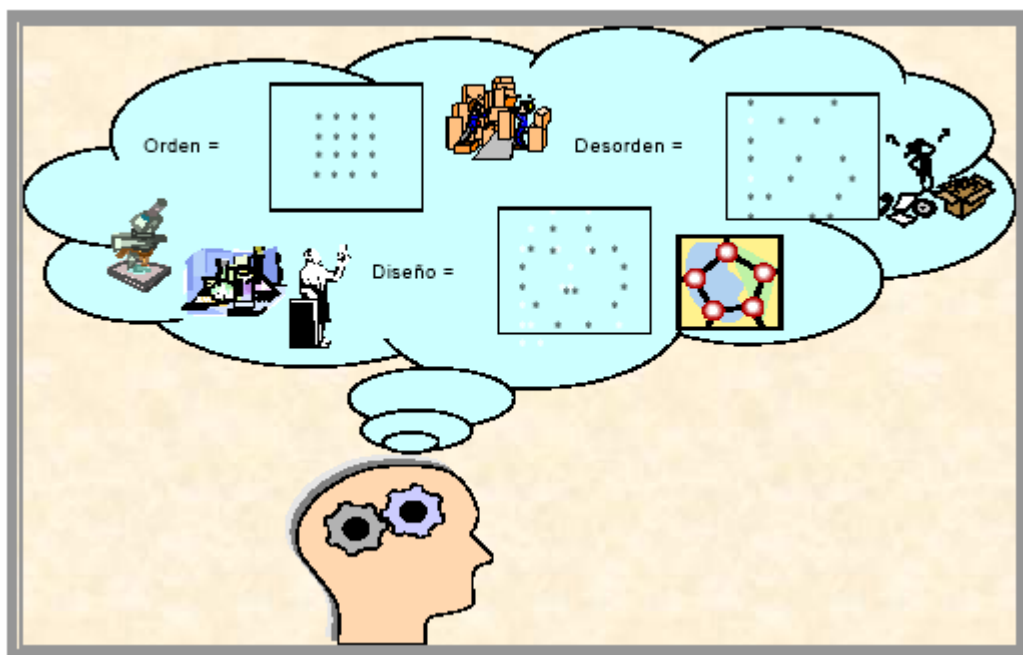 Orden =
Desorden =
Diseño =